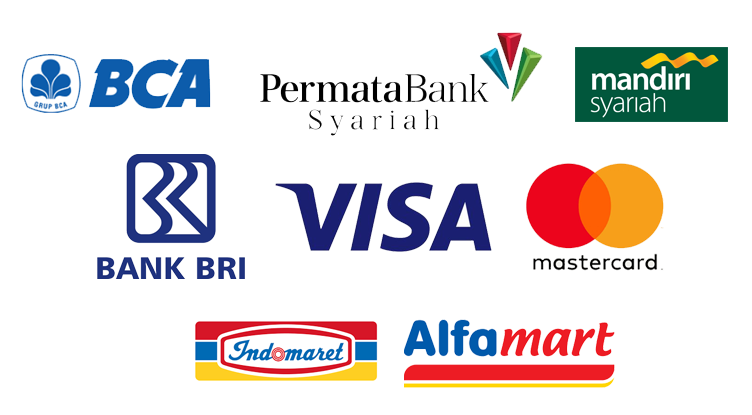 GRUP BCA
BCA
PermataBank
Syariah
mandiri
syariah
BANK BRI
VISA
mastercard.
Indomaret
Alfamart